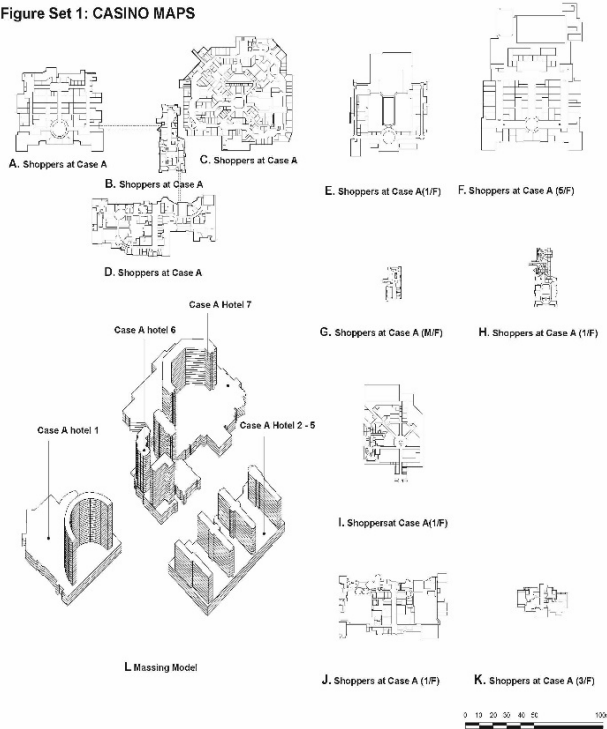 Figure Set 1: CASINO MAPS
A. Shoppers at Case A
B. Shoppers at Case A
C. Shoppers at Case A
D. Shoppers at Case A
E. Shoppers at Case A(1/F)
F. Shoppers at Case A (5/F)
G. Shoppers at Case A (M/F)
H. Shoppers at Case A (1/F)
Case A Hotel 7
Case A hotel 6
Case A hotel 1
Case A Hotel 2 - 5
I. Shoppersat Case A(1/F)
L Massing Model
J. Shoppers at Case A (1/F)
K. Shoppers at Case A (3/F)
0 10 20 30 40 50 100m